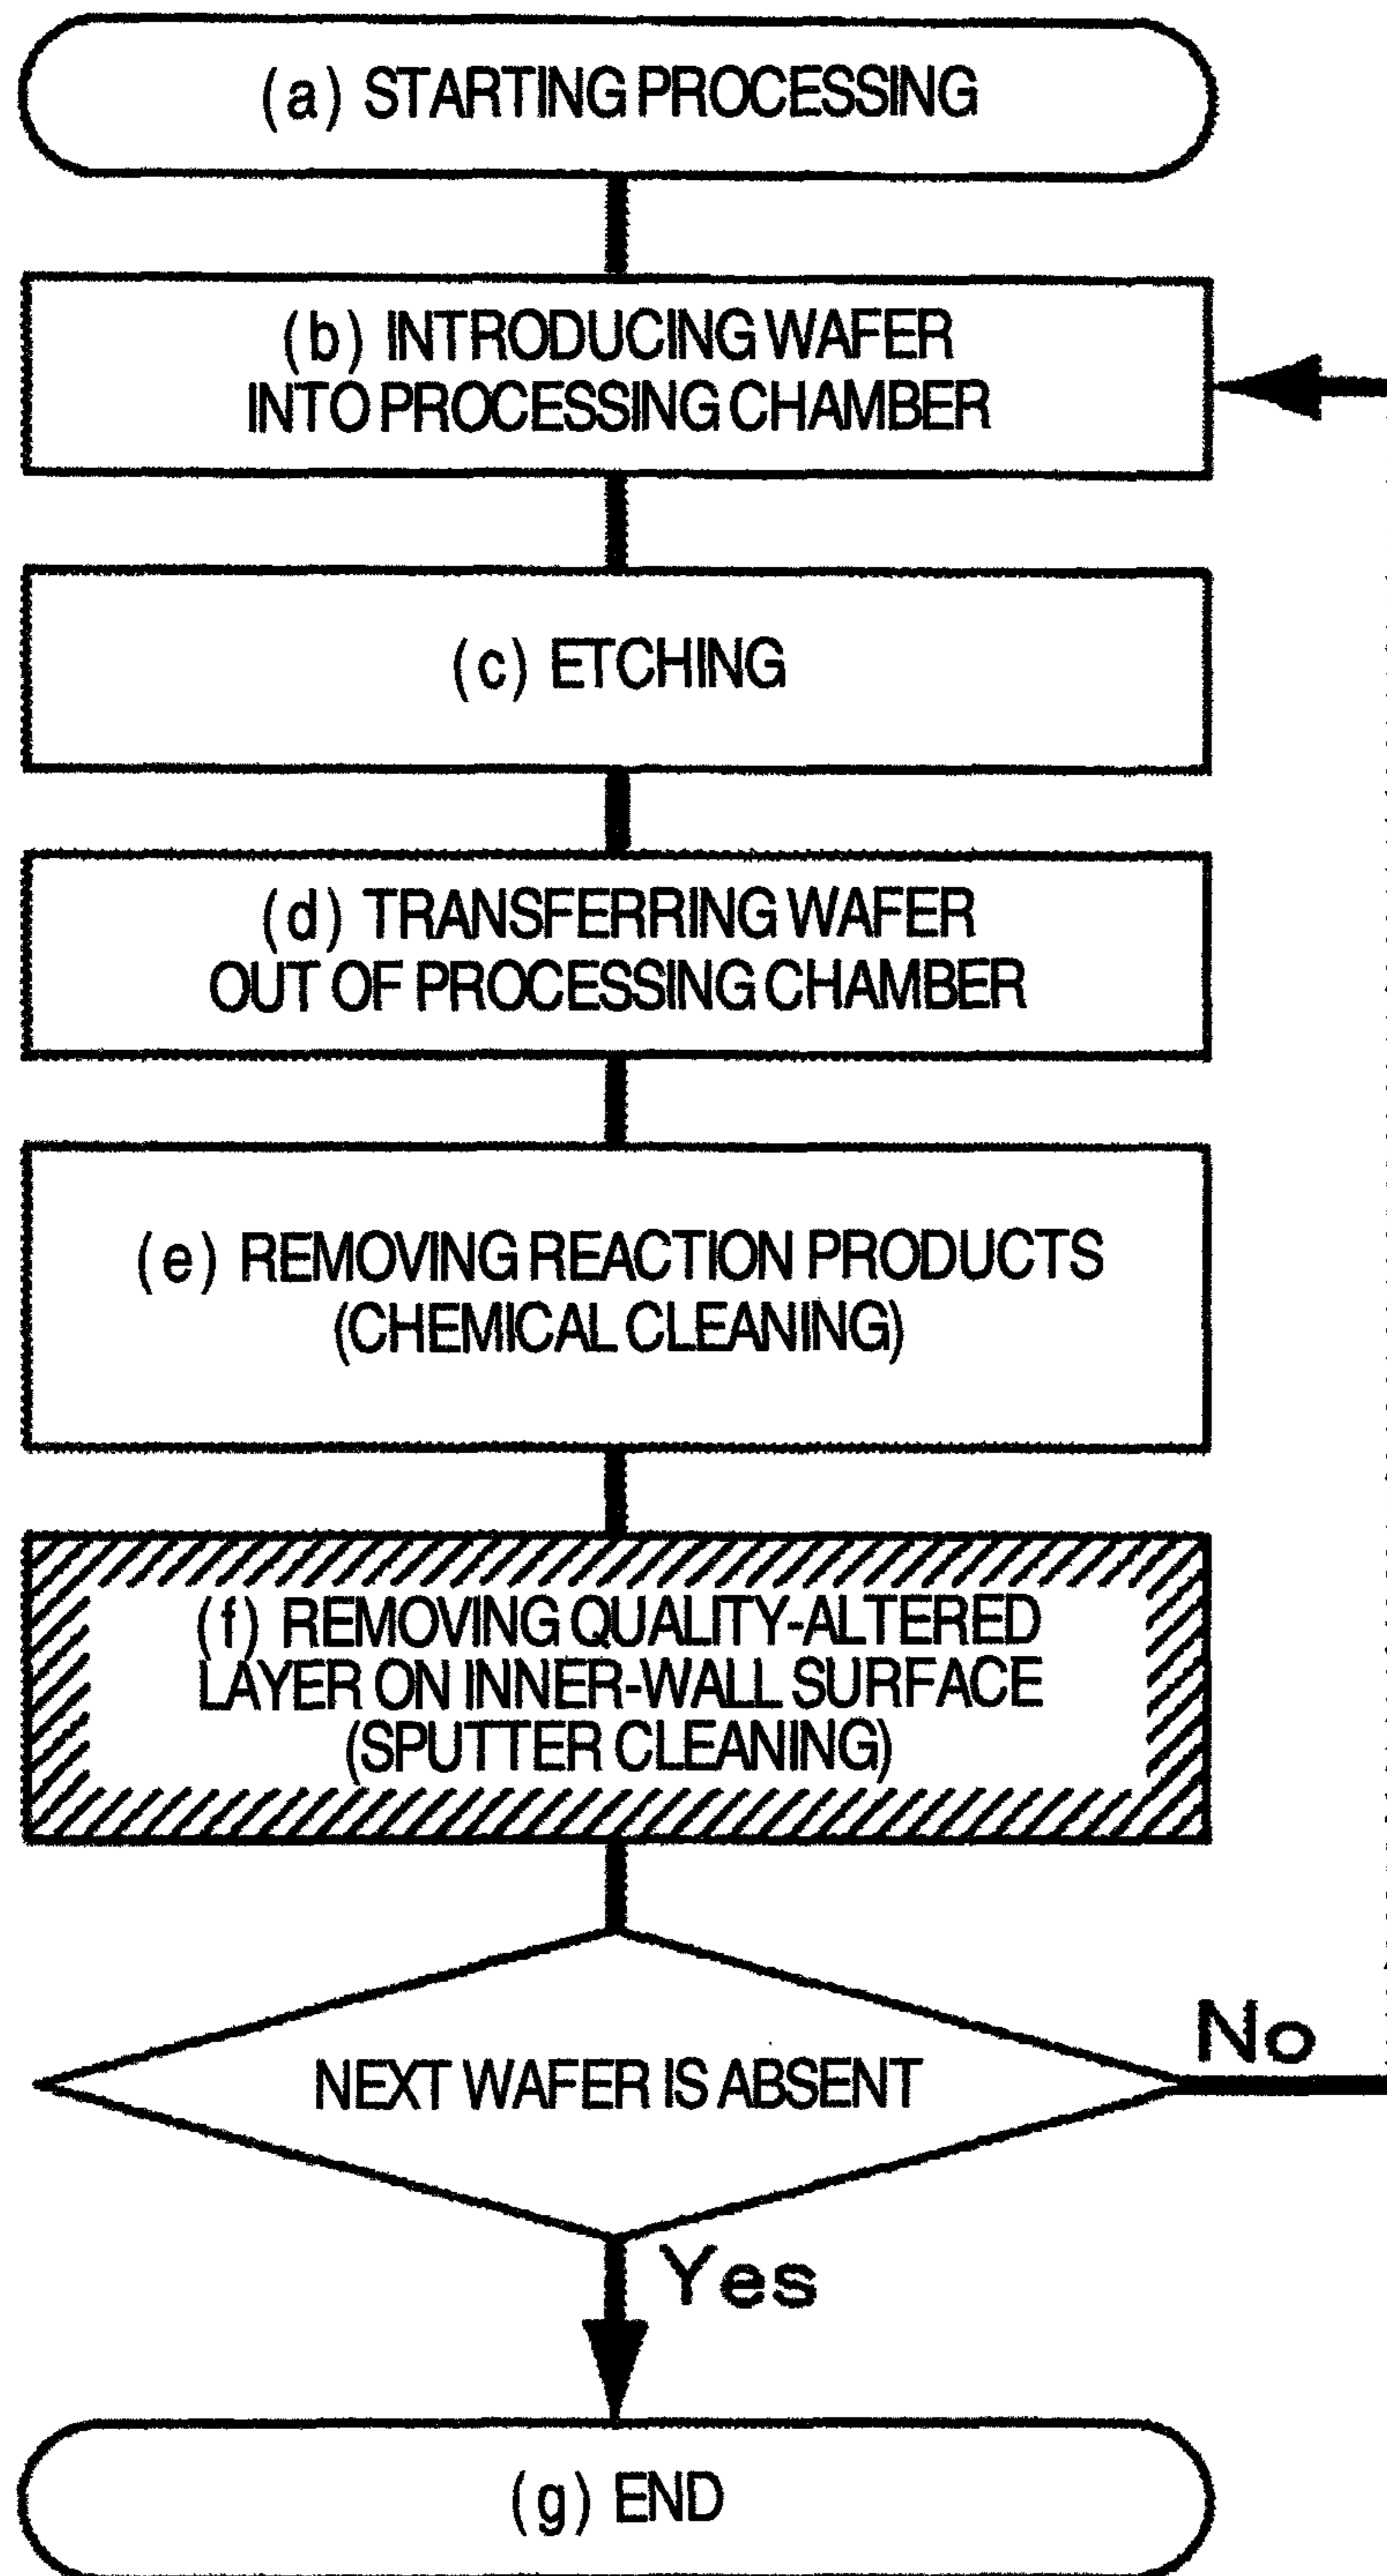 (a) STARTING PROCESSING
(b) INTRODUCING WAFER
INTO PROCESSING CHAMBER
(c) ETCHING
(d) TRANSFERRING WAFER
OUT OF PROCESSING CHAMBER
(e) REMOVING REACTION PRODUCTS
(CHEMICAL CLEANING)
(f) REMOVING QUALITY-ALTERED
LAYER ON INNER-WALL SURFACE
(SPUTTER CLEANING)
No
NEXT WAFER IS ABSENT
Yes
(g) END